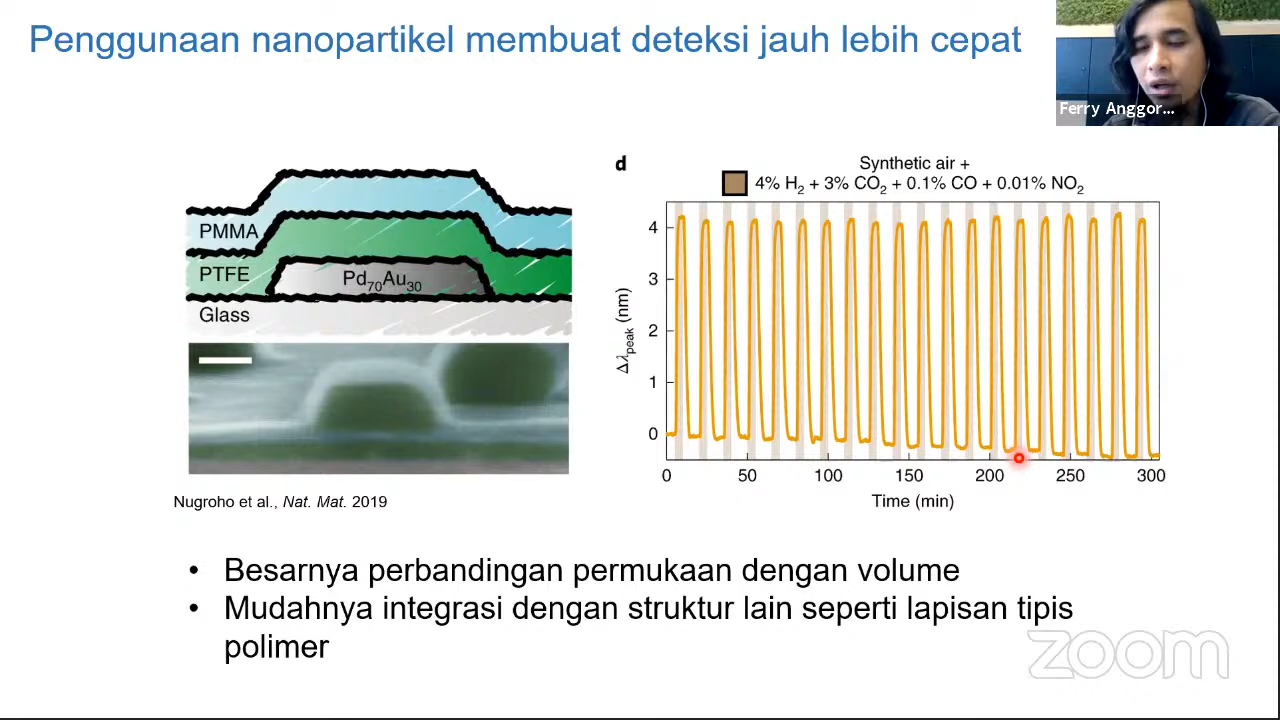 Penggunaan nanopartikel membuat deteksi jauh lebih cepat
Ferry Anggor...
PMMA
PTFE
Pd70Au30
Glass
Nugroho et al., Nat. Mat. 2019
d
Synthetic air +
4% H2 + 3% CO2 + 0.1% CO + 0.01% NO2
Δλpeak (nm)
4
3
2
1
0
0 50 100 150 200 250 300
Time (min)
• Besarnya perbandingan permukaan dengan volume
• Mudahnya integrasi dengan struktur lain seperti lapisan tipis
polimer
zoom